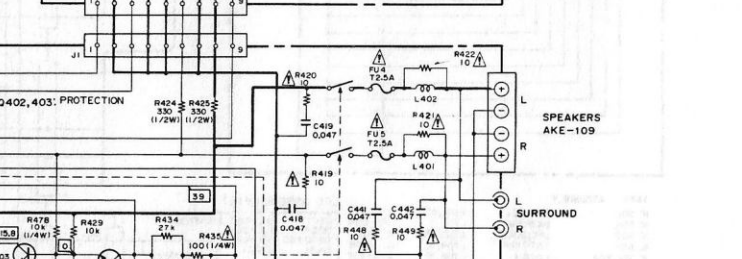 9
1
9
J1
R422
10
FU4
T2.5A
R420
10
L402
Q402,403: PROTECTION
R424
330
(1/2W)
R425
330
(1/2W)
L
SPEAKERS
AKE-109
R
C419
0.047
R421
10
FU5
T2.5A
L401
R419
10
39
C418
0.047
C441
0.047
C442
0.047
R448
10
R449
10
L
SURROUND
R
R478
10k
(1/4W)
R429
10k
R434
27k
R435
100(1/4W)
15.8
0
03